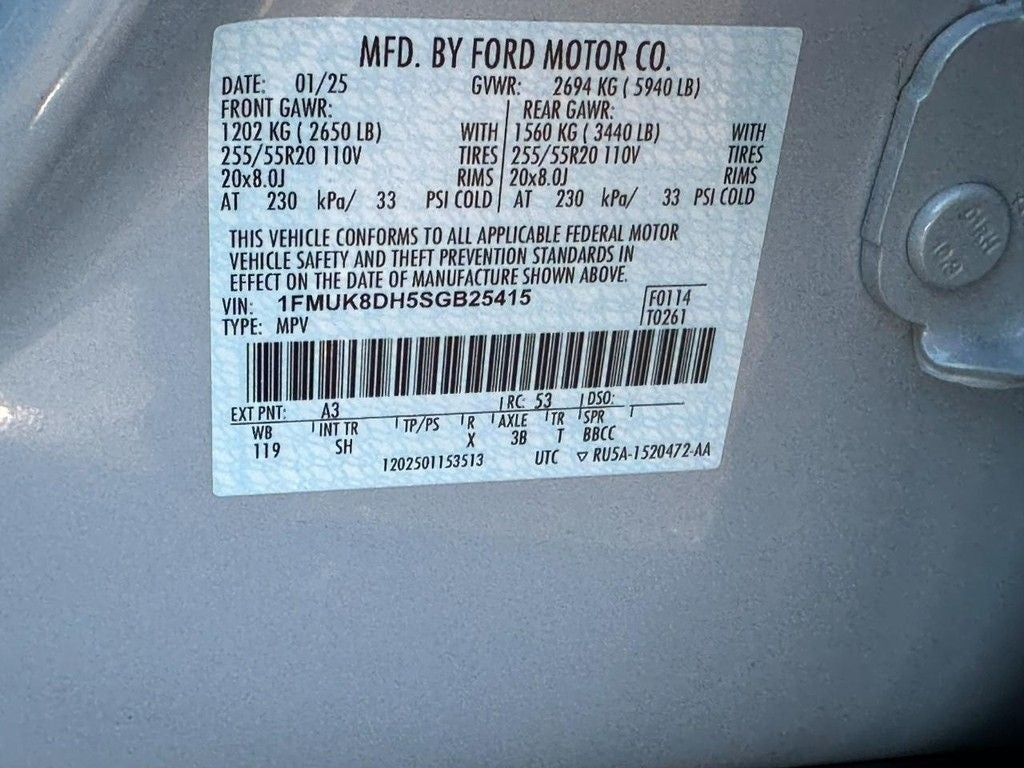 MFD. BY FORD MOTOR CO.
DATE: 01/25 GVWR: 2694 KG ( 5940 LB)
FRONT GAWR: REAR GAWR:
1202 KG ( 2650 LB) WITH 1560 KG ( 3440 LB) WITH
255/55R20 110V TIRES 255/55R20 110V TIRES
20x8.0J RIMS 20x8.0J RIMS
AT 230 kPa/ 33 PSI COLD AT 230 kPa/ 33 PSI COLD
THIS VEHICLE CONFORMS TO ALL APPLICABLE FEDERAL MOTOR
VEHICLE SAFETY AND THEFT PREVENTION STANDARDS IN
EFFECT ON THE DATE OF MANUFACTURE SHOWN ABOVE.
VIN: 1FMUK8DH5SGB25415 F0114
TYPE: MPV T0261
EXT PNT: A3 RC: 53 DSO:
WB INT TR TP/PS R AXLE TR SPR
119 SH X 3B T BBCC
1202501153513 UTC ▽ RU5A-1520472-AA